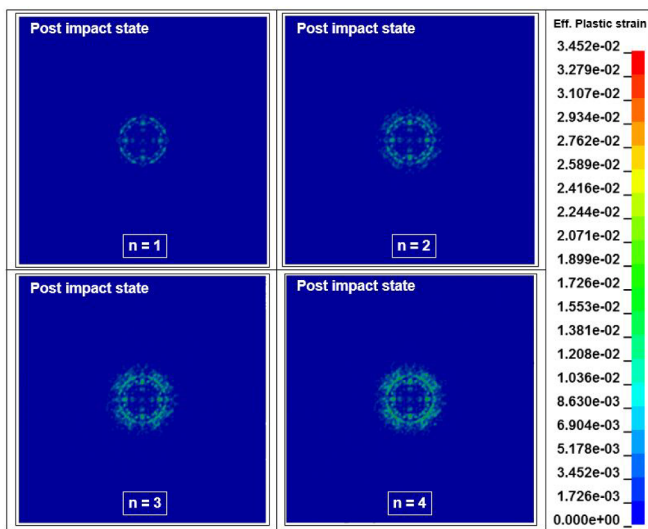 Post impact state
n = 1
Post impact state
n = 2
Post impact state
n = 3
Post impact state
n = 4
Eff. Plastic strain
3.452e-02
3.279e-02
3.107e-02
2.934e-02
2.762e-02
2.589e-02
2.416e-02
2.244e-02
2.071e-02
1.899e-02
1.726e-02
1.553e-02
1.381e-02
1.208e-02
1.036e-02
8.630e-03
6.904e-03
5.178e-03
3.452e-03
1.726e-03
0.000e+00